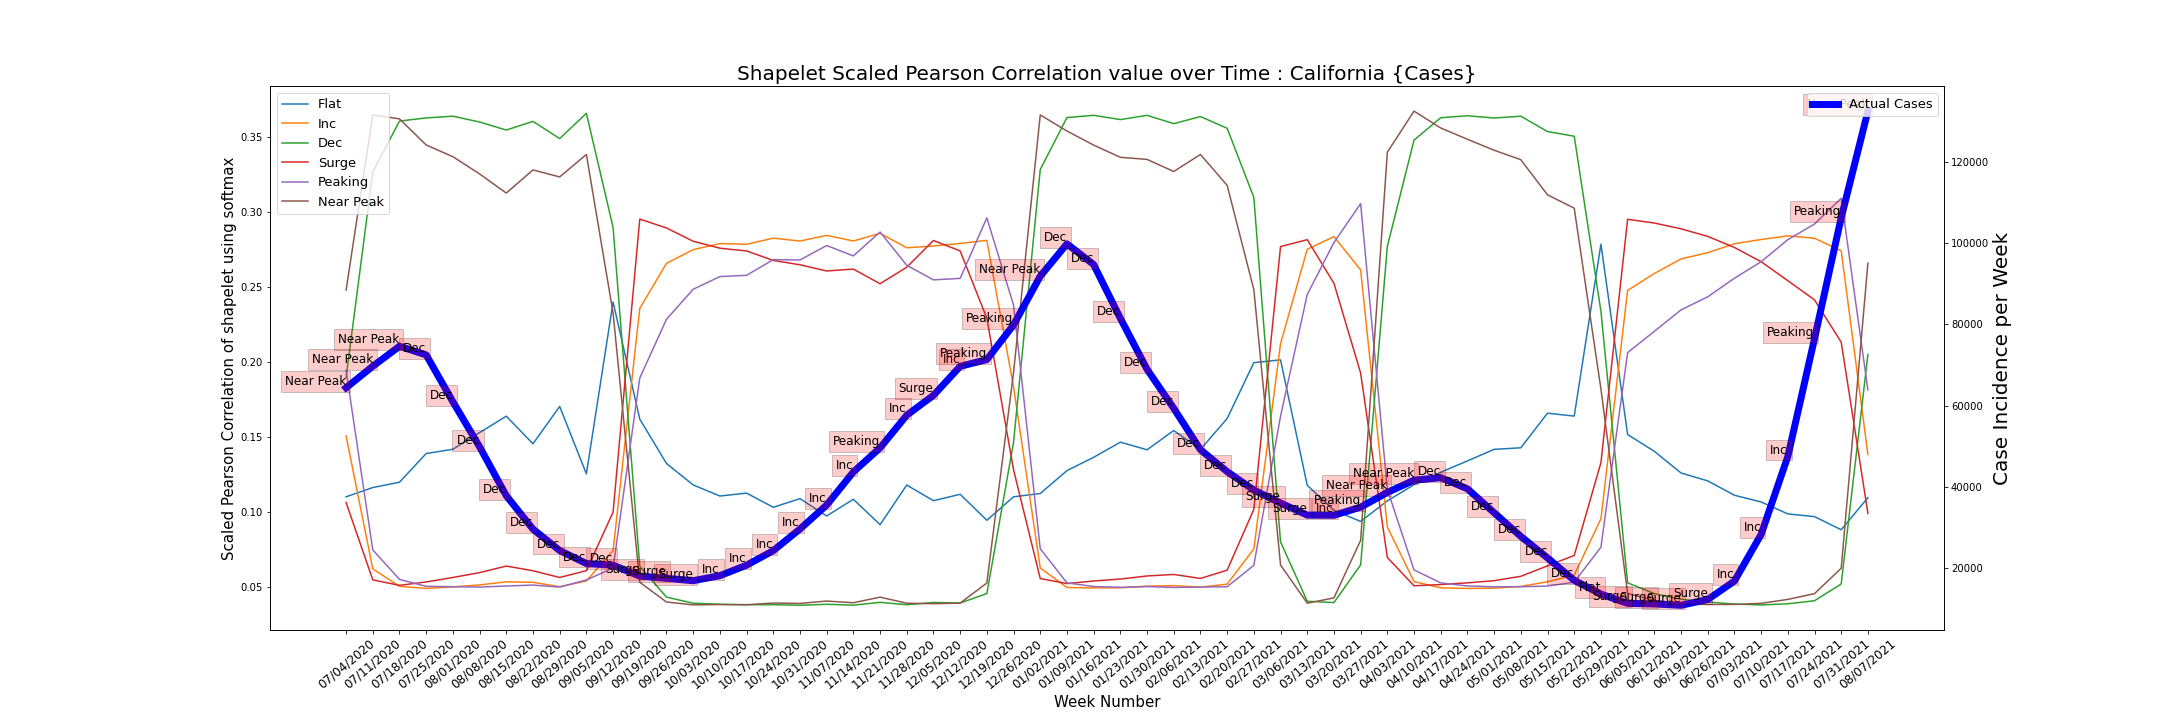 Shapelet Scaled Pearson Correlation value over Time : California {Cases}
Flat
Inc
Dec
Surge
Peaking
Near Peak
Actual Cases
Scaled Pearson Correlation of shapelet using softmax
0.35
0.30
0.25
0.20
0.15
0.10
0.05
Near Peak
Near Peak
Near Peak
Dec
Dec
Dec
Dec
Dec
Dec
Dec
Dec
Surge
Surge
Surge
Inc
Inc
Inc
Inc
Inc
Inc
Peaking
Inc
Surge
Inc
Peaking
Peaking
Near Peak
Dec
Dec
Dec
Dec
Dec
Dec
Dec
Dec
Surge
Surge
Inc
Peaking
Near Peak
Near Peak
Dec
Dec
Dec
Dec
Dec
Dec
Flat
Surge
Surge
Surge
Surge
Inc
Inc
Inc
Peaking
Peaking
120000
100000
80000
60000
40000
20000
Case Incidence per Week
07/04/2020
07/11/2020
07/18/2020
07/25/2020
08/01/2020
08/08/2020
08/15/2020
08/22/2020
08/29/2020
09/05/2020
09/12/2020
09/19/2020
09/26/2020
10/03/2020
10/10/2020
10/17/2020
10/24/2020
10/31/2020
11/07/2020
11/14/2020
11/21/2020
11/28/2020
12/05/2020
12/12/2020
12/19/2020
12/26/2020
01/02/2021
01/09/2021
01/16/2021
01/23/2021
01/30/2021
02/06/2021
02/13/2021
02/20/2021
02/27/2021
03/06/2021
03/13/2021
03/20/2021
03/27/2021
04/03/2021
04/10/2021
04/17/2021
04/24/2021
05/01/2021
05/08/2021
05/15/2021
05/22/2021
05/29/2021
06/05/2021
06/12/2021
06/19/2021
06/26/2021
07/03/2021
07/10/2021
07/17/2021
07/24/2021
07/31/2021
08/07/2021
Week Number